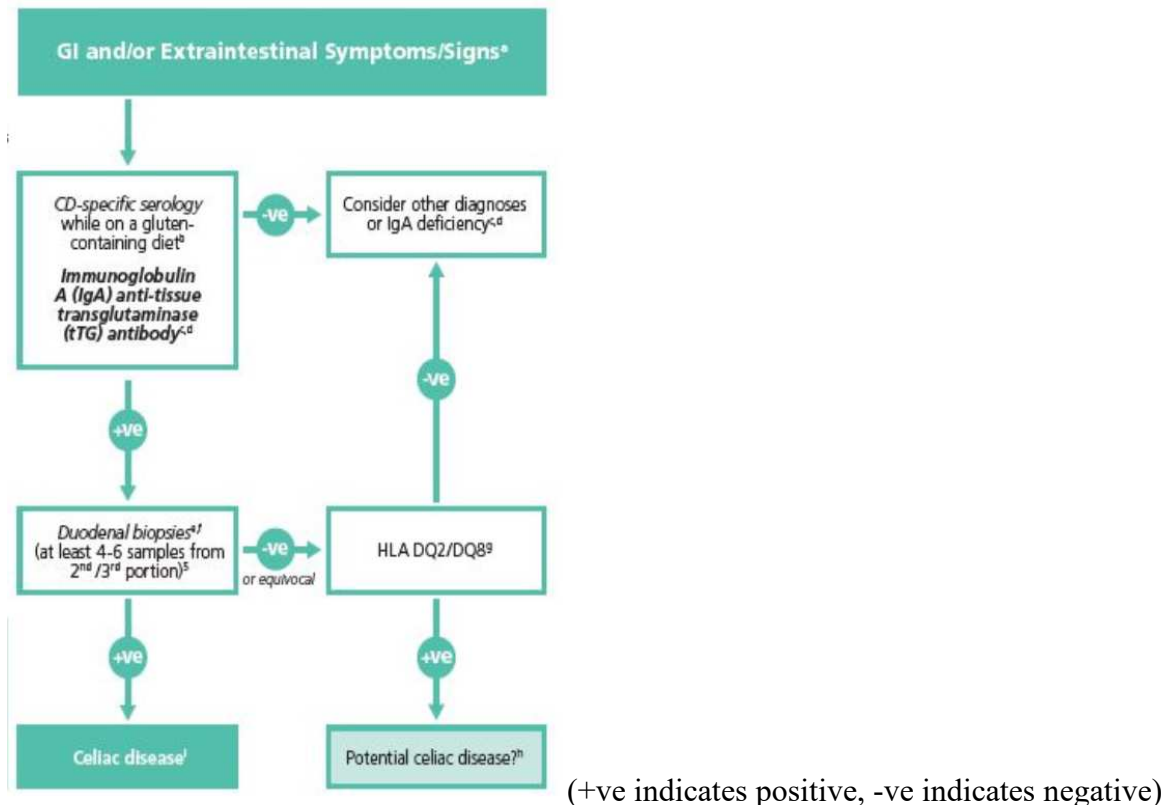 GI and/or Extraintestinal Symptoms/Signsᵃ
CD-specific serology
while on a gluten-
containing dietᵇ
Immunoglobulin
A (IgA) anti-tissue
transglutaminase
(tTG) antibodyᶜ,ᵈ
-ve
Consider other diagnoses
or IgA deficiencyᶜ,ᵈ
-ve
+ve
Duodenal biopsiesᵉ,ᶠ
(at least 4-6 samples from
2ⁿᵈ/3ʳᵈ portion)⁵
-ve
or equivocal
HLA DQ2/DQ8ᵍ
+ve
+ve
Celiac diseaseⁱ
Potential celiac disease?ʰ
(+ve indicates positive, -ve indicates negative)